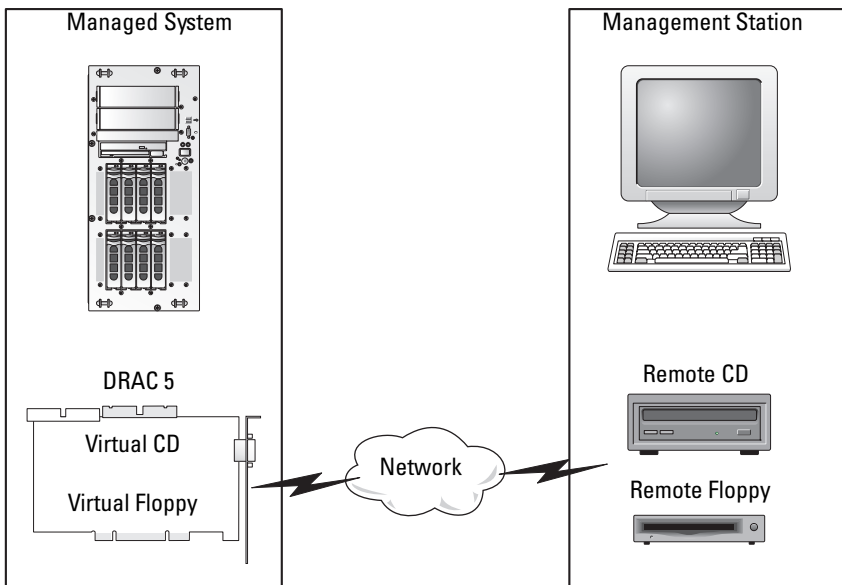 Managed System
Management Station
DRAC 5
Virtual CD
Virtual Floppy
Network
Remote CD
Remote Floppy